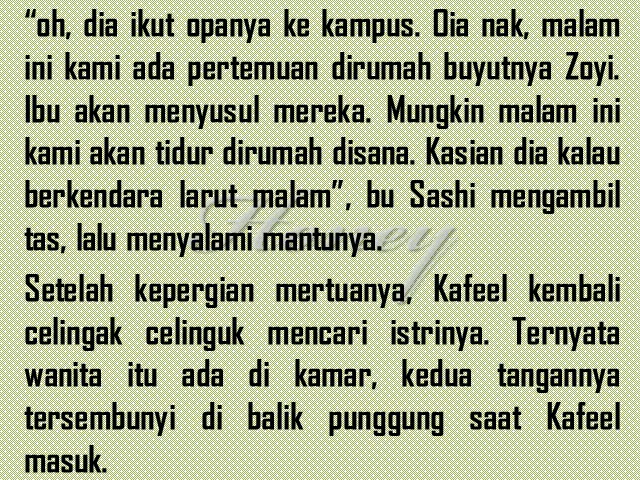 “oh, dia ikut opanya ke kampus. Oia nak, malam
ini kami ada pertemuan dirumah buyutnya Zoyi.
Ibu akan menyusul mereka. Mungkin malam ini
kami akan tidur dirumah disana. Kasian dia kalau
berkendara larut malam”, bu Sashi mengambil
tas, lalu menyalami mantunya.
Setelah kepergian mertuanya, Kafeel kembali
celingak celinguk mencari istrinya. Ternyata
wanita itu ada di kamar, kedua tangannya
tersembunyi di balik punggung saat Kafeel
masuk.